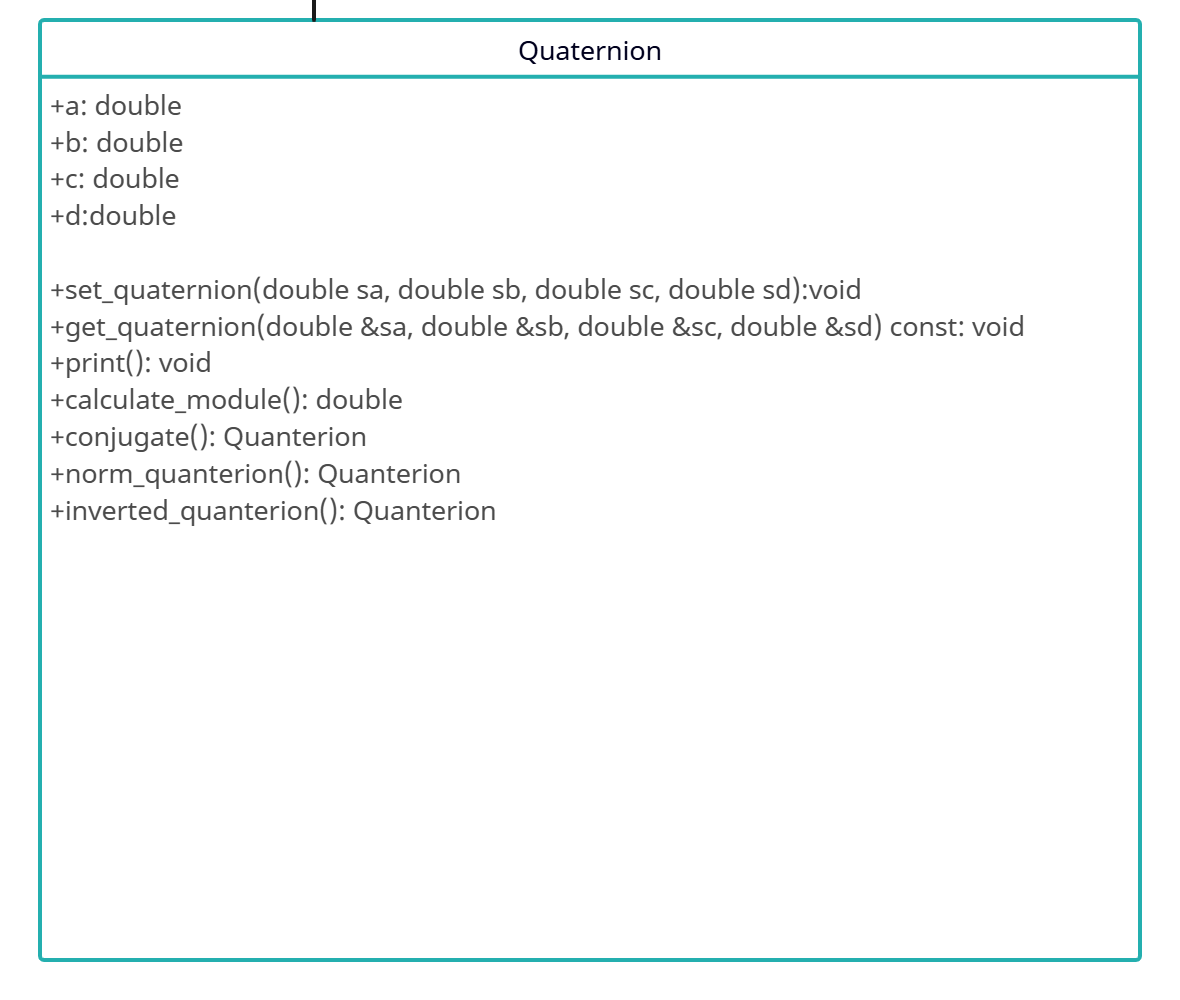 Quaternion
+a: double
+b: double
+c: double
+d:double
+set_quaternion(double sa, double sb, double sc, double sd):void
+get_quaternion(double &sa, double &sb, double &sc, double &sd) const: void
+print(): void
+calculate_module(): double
+conjugate(): Quanterion
+norm_quanterion(): Quanterion
+inverted_quanterion(): Quanterion